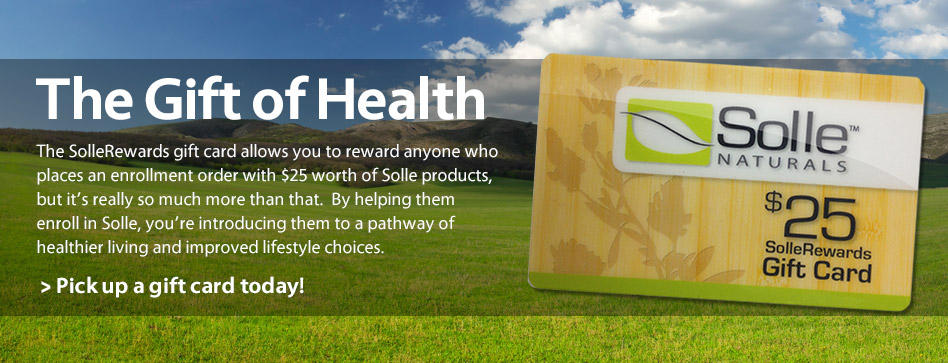 The Gift of Health
The SolleRewards gift card allows you to reward anyone who
places an enrollment order with $25 worth of Solle products,
but it's really so much more than that.  By helping them
enroll in Solle, you're introducing them to a pathway of
healthier living and improved lifestyle choices.
> Pick up a gift card today!
Solle™
NATURALS
$25
SolleRewards
Gift Card